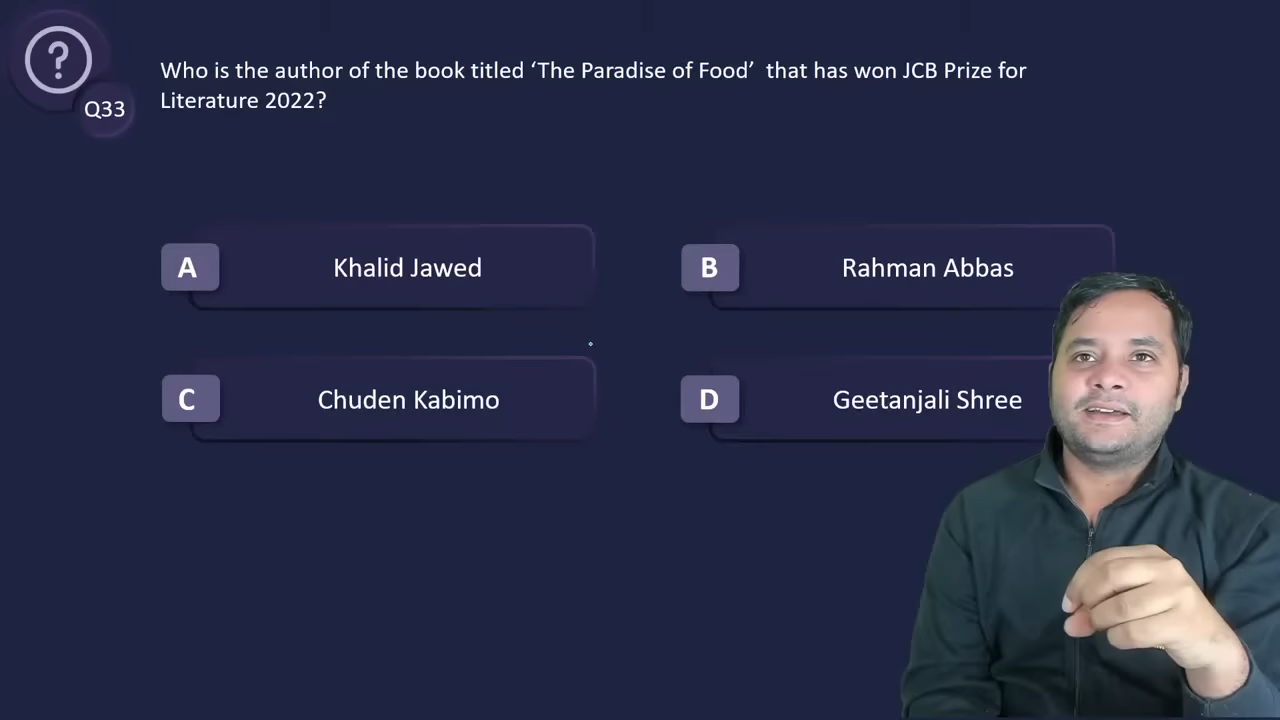 ?
Q33
Who is the author of the book titled ‘The Paradise of Food’  that has won JCB Prize for
Literature 2022?
A Khalid Jawed
B Rahman Abbas
C Chuden Kabimo
D Geetanjali Shree